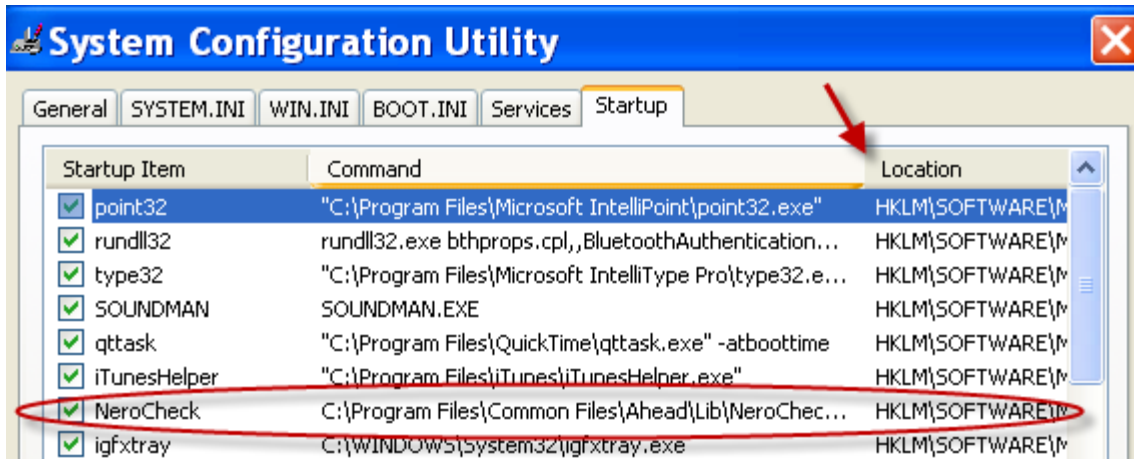 System Configuration Utility
General SYSTEM.INI WIN.INI BOOT.INI Services Startup
Startup Item Command Location
point32 "C:\Program Files\Microsoft IntelliPoint\point32.exe" HKLM\SOFTWARE\M
rundll32 rundll32.exe bthprops.cpl,,BluetoothAuthentication... HKLM\SOFTWARE\M
type32 "C:\Program Files\Microsoft IntelliType Pro\type32.e... HKLM\SOFTWARE\M
SOUNDMAN SOUNDMAN.EXE HKLM\SOFTWARE\M
qttask "C:\Program Files\QuickTime\qttask.exe" -atboottime HKLM\SOFTWARE\M
iTunesHelper "C:\Program Files\iTunes\iTunesHelper.exe" HKLM\SOFTWARE\M
NeroCheck C:\Program Files\Common Files\Ahead\Lib\NeroChec... HKLM\SOFTWARE\M
igfxtray C:\WINDOWS\System32\igfxtray.exe HKLM\SOFTWARE\M